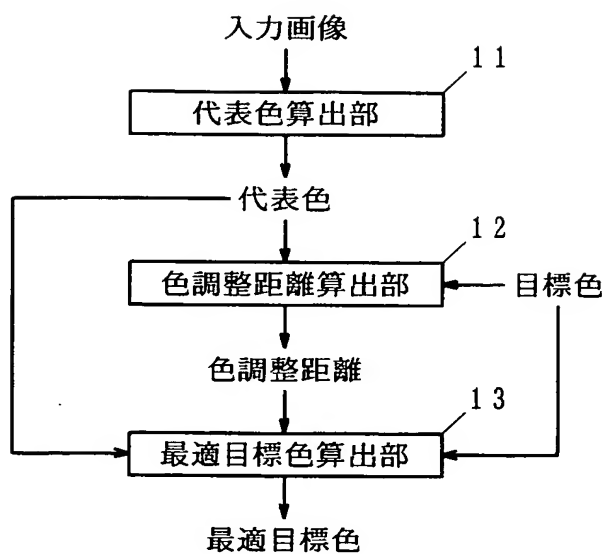 入力画像
11
代表色算出部
代表色
12
色調整距離算出部
目標色
色調整距離
13
最適目標色算出部
最適目標色